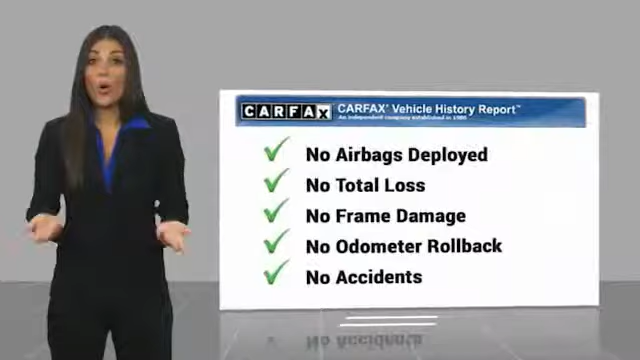 CARFAX CARFAX® Vehicle History Report™
An independent company established in 1986
No Airbags Deployed
No Total Loss
No Frame Damage
No Odometer Rollback
No Accidents